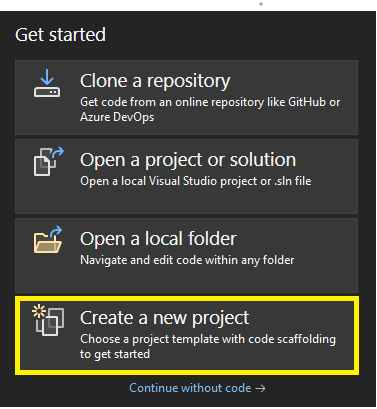 Get started
Clone a repository
Get code from an online repository like GitHub or
Azure DevOps
Open a project or solution
Open a local Visual Studio project or .sln file
Open a local folder
Navigate and edit code within any folder
Create a new project
Choose a project template with code scaffolding
to get started
Continue without code →